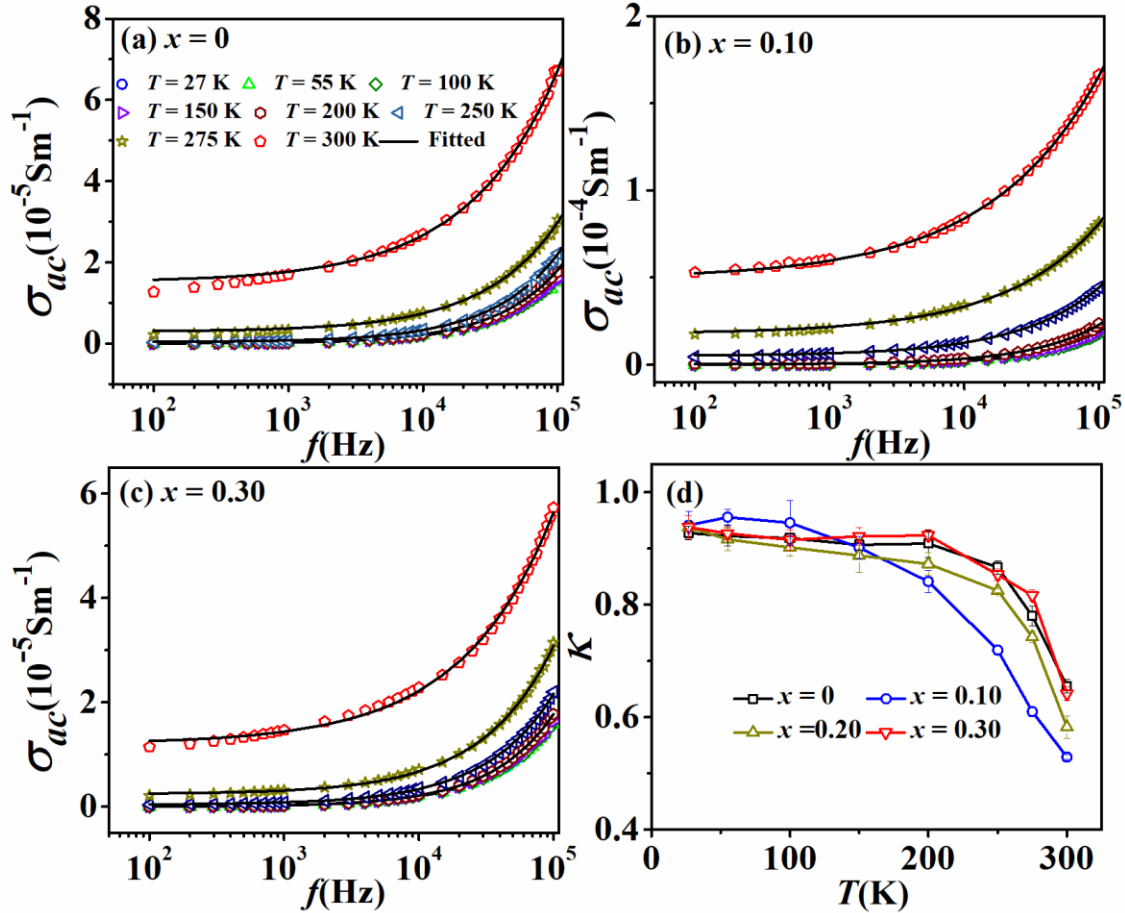 (a) x = 0
T = 27 K T = 55 K T = 100 K
T = 150 K T = 200 K T = 250 K
T = 275 K T = 300 K Fitted
8
6
4
2
0
σac(10⁻⁵Sm⁻¹)
10² 10³ 10⁴ 10⁵
f(Hz)
(b) x = 0.10
2
1
0
σac(10⁻⁴Sm⁻¹)
10² 10³ 10⁴ 10⁵
f(Hz)
(c) x = 0.30
6
4
2
0
σac(10⁻⁵Sm⁻¹)
10² 10³ 10⁴ 10⁵
f(Hz)
(d)
1.0
0.8
0.6
0.4
κ
x = 0 x = 0.10
x =0.20 x = 0.30
0 100 200 300
T(K)